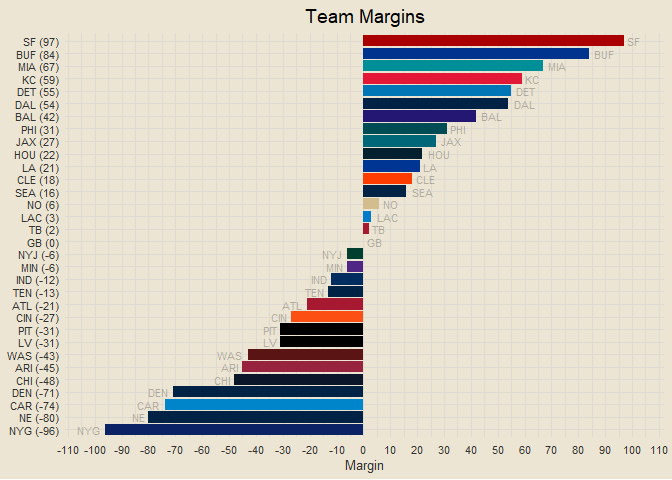 Team Margins
SF (97) SF
BUF (84) BUF
MIA (67) MIA
KC (59) KC
DET (55) DET
DAL (54) DAL
BAL (42) BAL
PHI (31) PHI
JAX (27) JAX
HOU (22) HOU
LA (21) LA
CLE (18) CLE
SEA (16) SEA
NO (6) NO
LAC (3) LAC
TB (2) TB
GB (0) GB
NYJ (-6) NYJ
MIN (-6) MIN
IND (-12) IND
TEN (-13) TEN
ATL (-21) ATL
CIN (-27) CIN
PIT (-31) PIT
LV (-31) LV
WAS (-43) WAS
ARI (-45) ARI
CHI (-48) CHI
DEN (-71) DEN
CAR (-74) CAR
NE (-80) NE
NYG (-96) NYG
-110 -100 -90 -80 -70 -60 -50 -40 -30 -20 -10 0 10 20 30 40 50 60 70 80 90 100 110
Margin